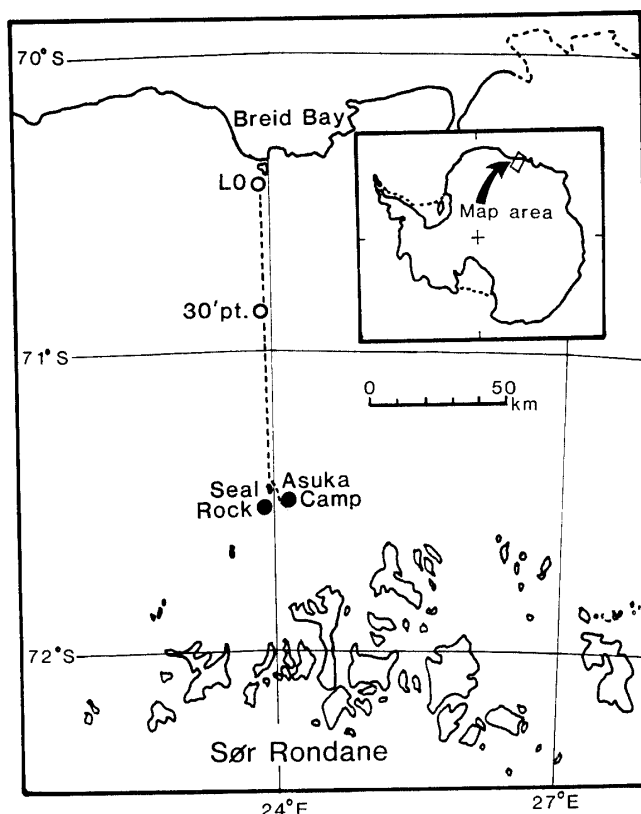 70°S
Breid Bay
L0
Map area
30'pt.
71°S
0 50
km
Seal Asuka
Rock Camp
72°S
Sør Rondane
24°E 27°E